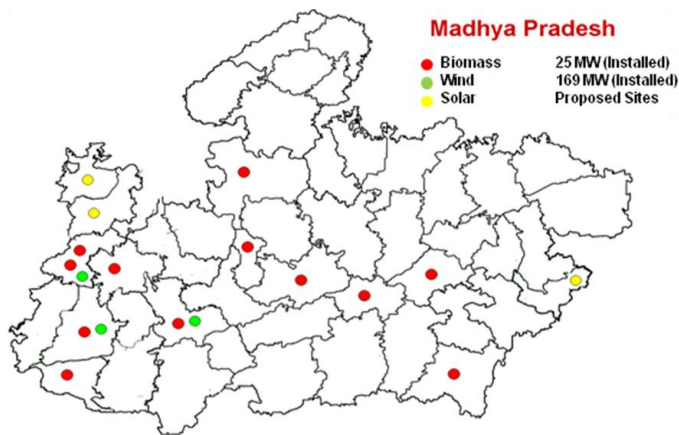 Madhya Pradesh
Biomass 25 MW (Installed)
Wind 169 MW (Installed)
Solar Proposed Sites